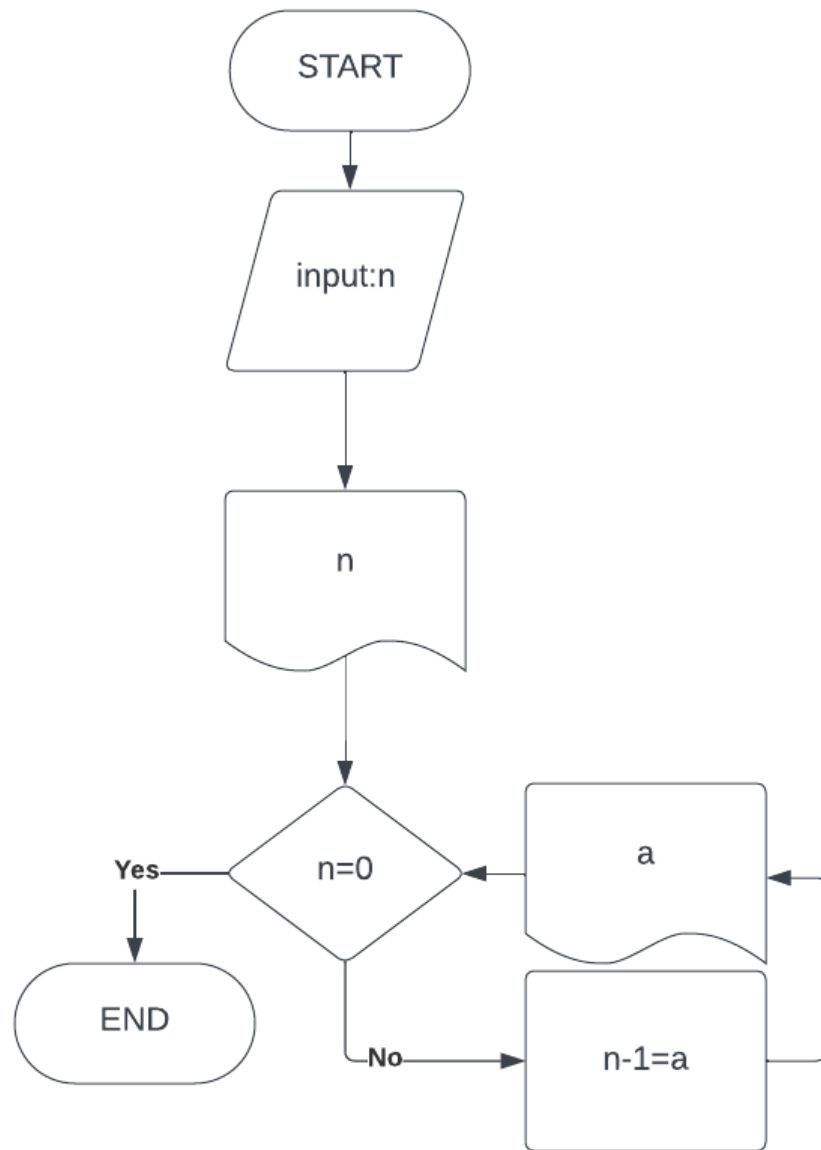 START
input:n
n
n=0
Yes
a
END
No
n-1=a